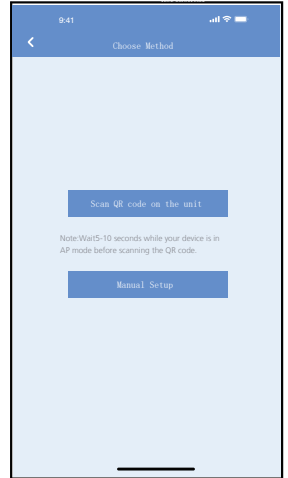 9:41
Choose Method
Scan QR code on the unit
Note:Wait5-10 seconds while your device is in
AP mode before scanning the QR code.
Manual Setup